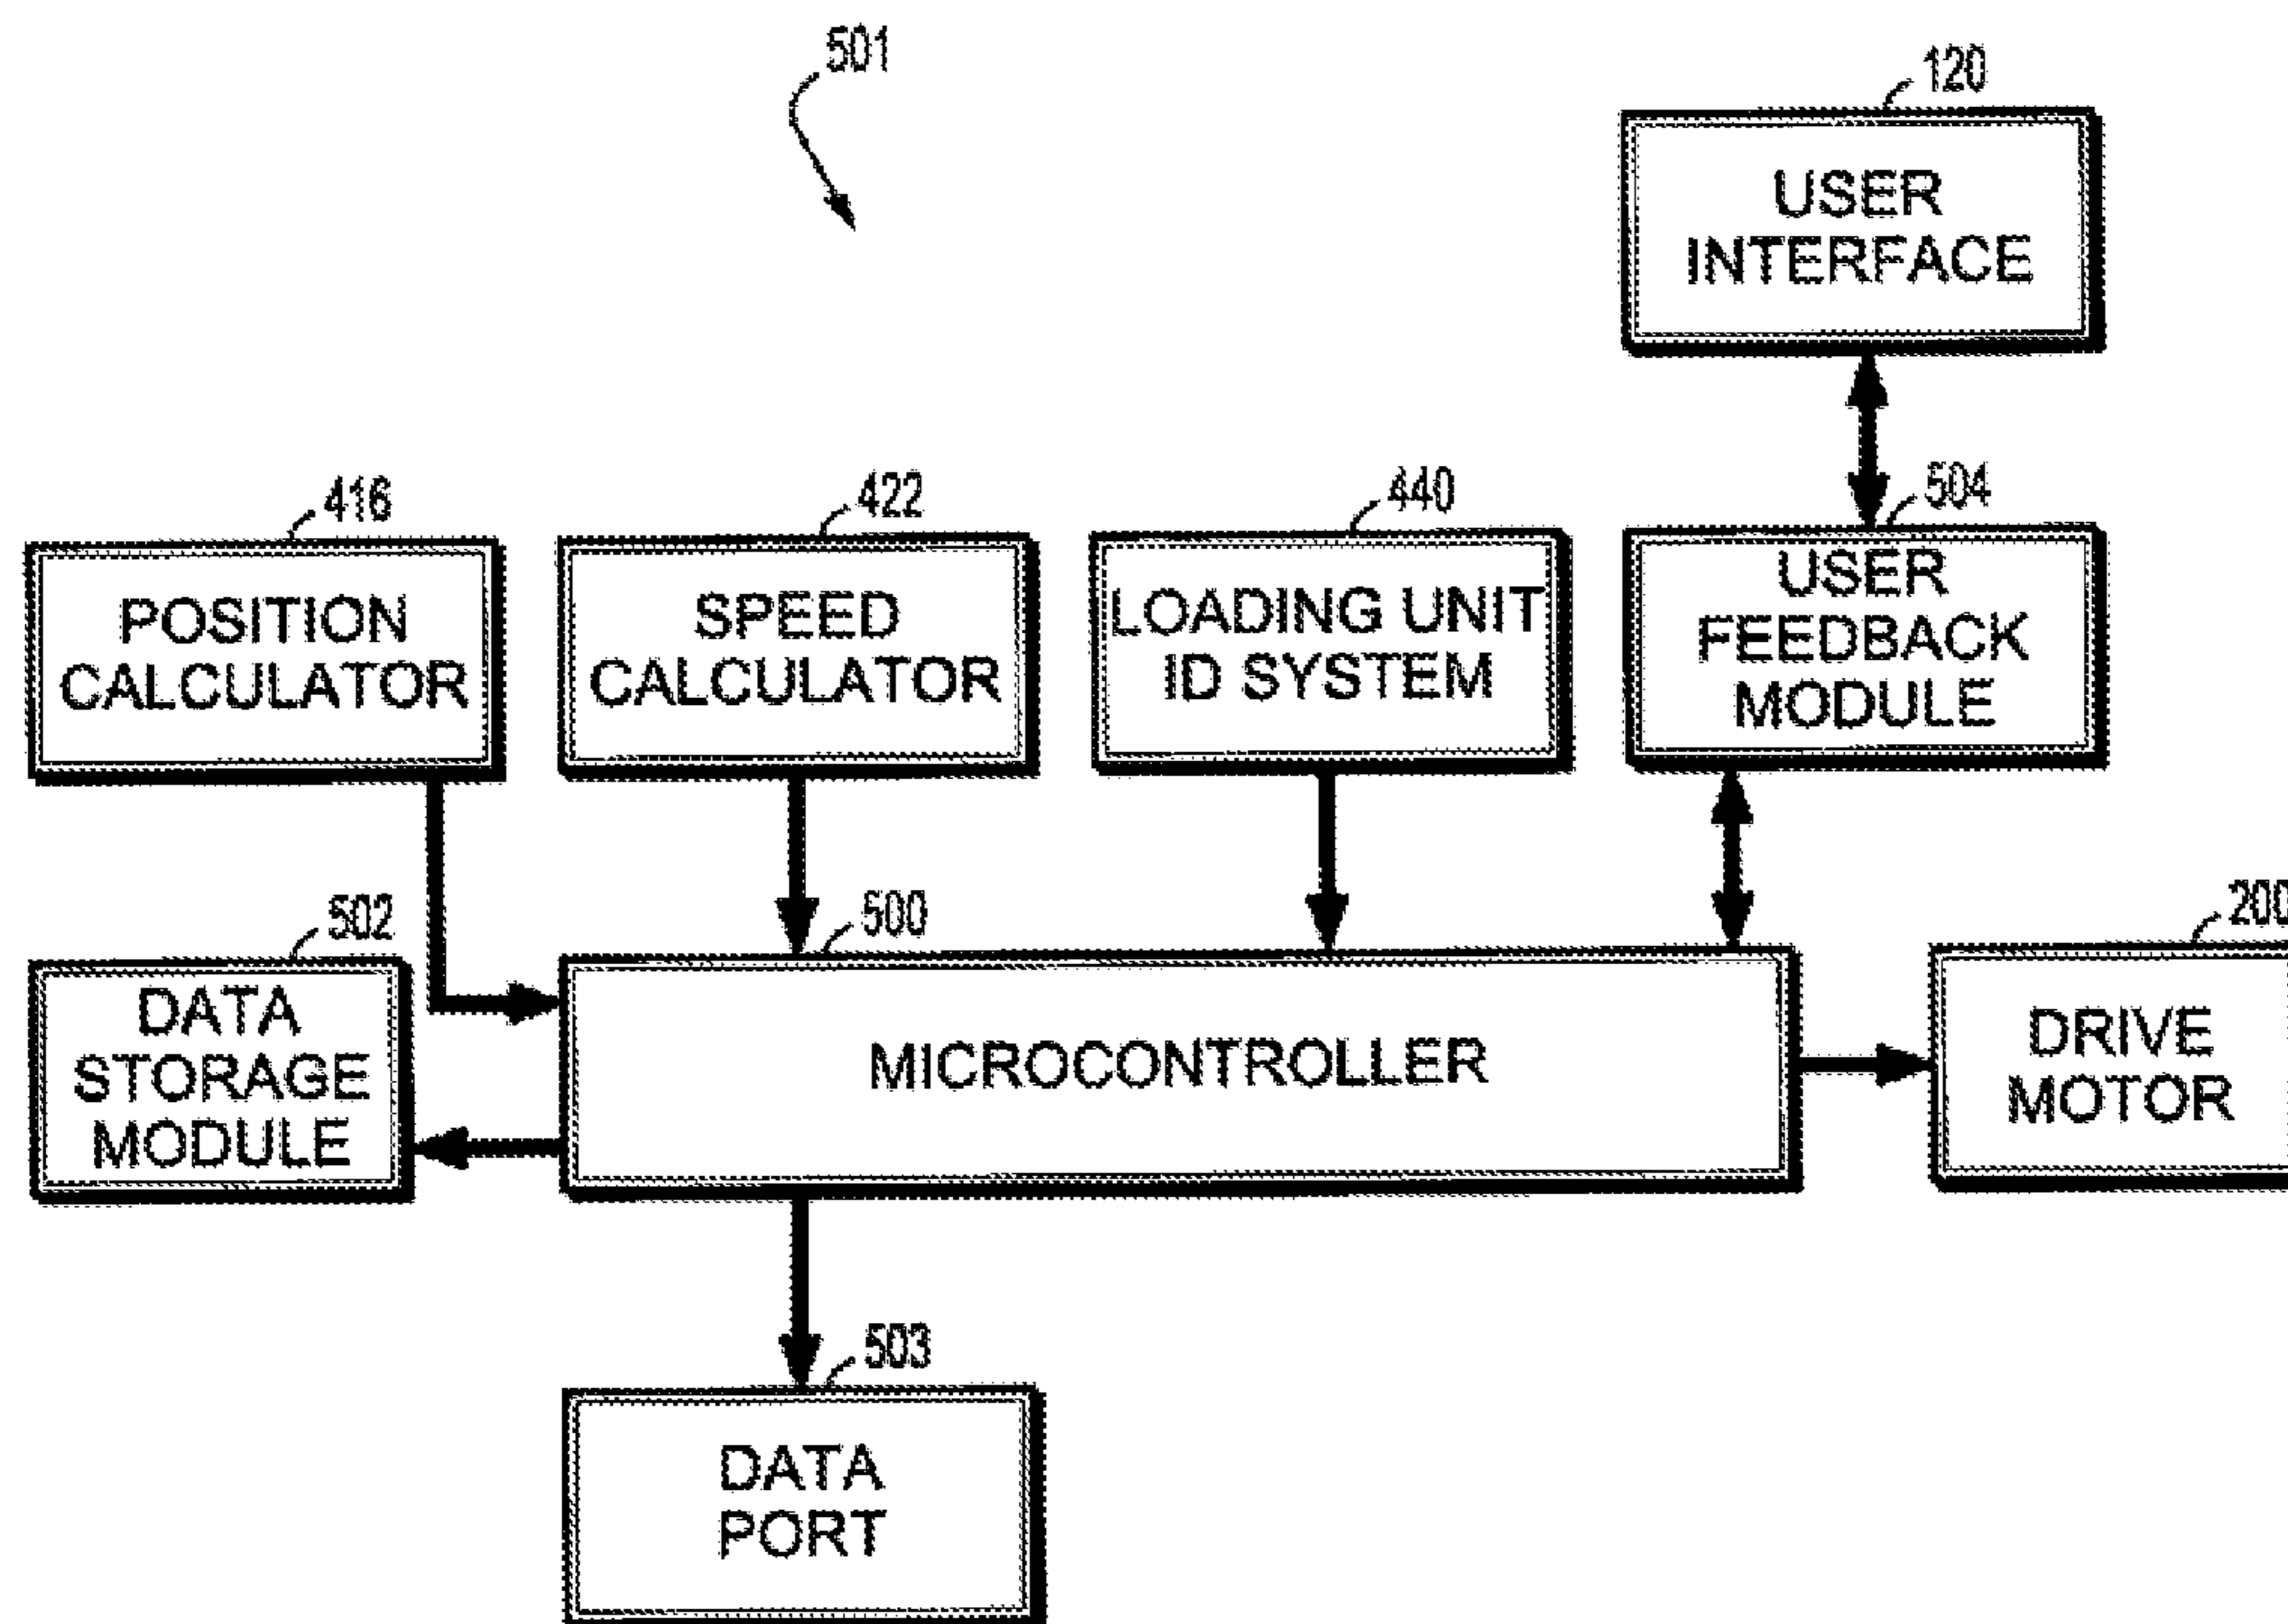 501
120
USER
INTERFACE
416
422
440
504
POSITION
CALCULATOR
SPEED
CALCULATOR
LOADING UNIT
ID SYSTEM
USER
FEEDBACK
MODULE
502
500
200
DATA
STORAGE
MODULE
MICROCONTROLLER
DRIVE
MOTOR
503
DATA
PORT